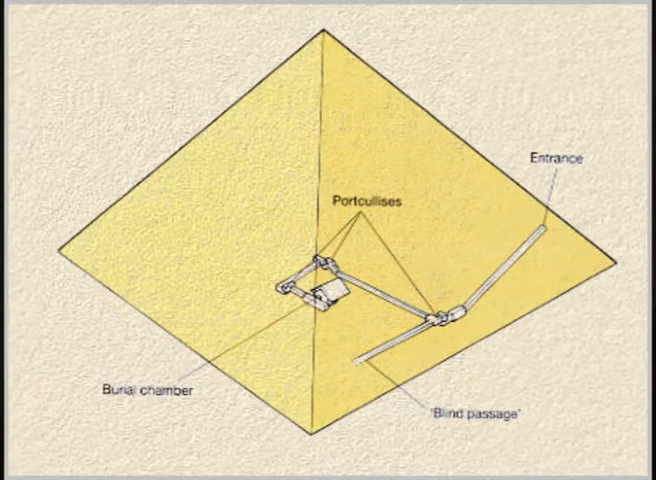 Entrance
Portcullises
Burial chamber
'Blind passage'